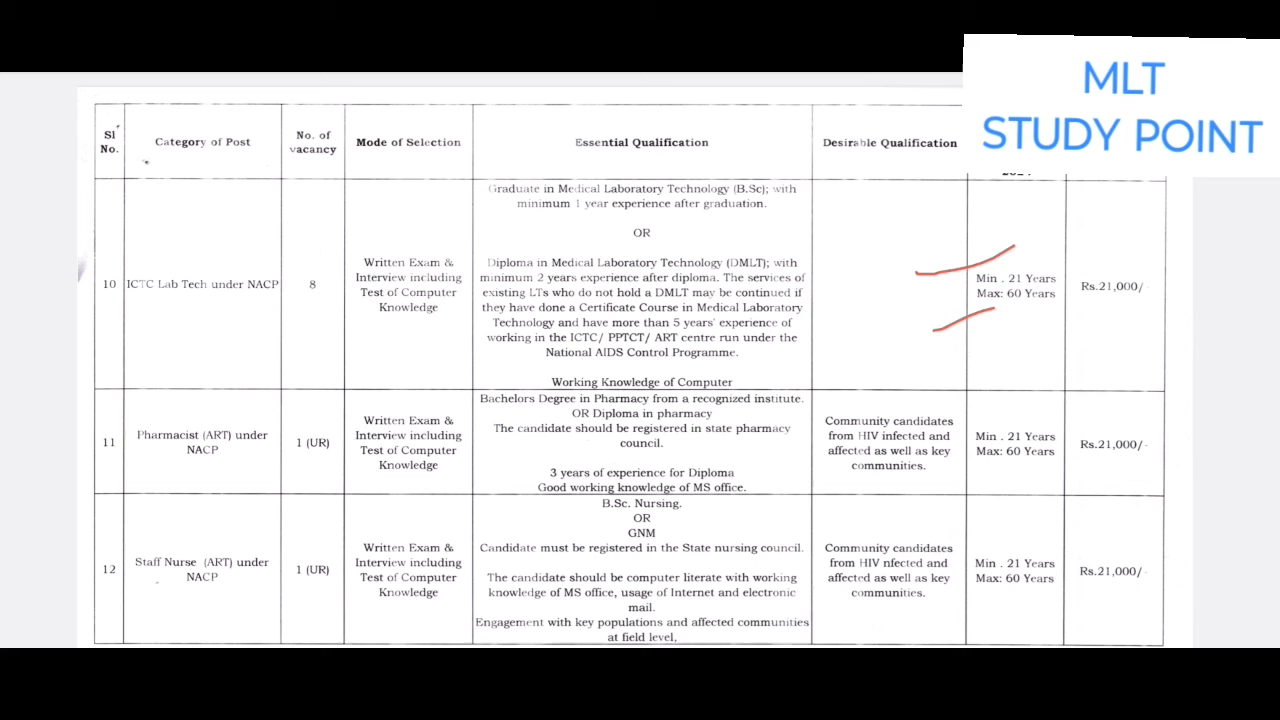 MLT
STUDY POINT
Sl No.
Category of Post
No. of vacancy
Mode of Selection
Essential Qualification
Desirable Qualification
10
ICTC Lab Tech under NACP
8
Written Exam &
Interview including
Test of Computer
Knowledge
Graduate in Medical Laboratory Technology (B.Sc); with
minimum 1 year experience after graduation.
OR
Diploma in Medical Laboratory Technology (DMLT); with
minimum 2 years experience after diploma. The services of
existing LTs who do not hold a DMLT may be continued if
they have done a Certificate Course in Medical Laboratory
Technology and have more than 5 years' experience of
working in the ICTC/ PPTCT/ ART centre run under the
National AIDS Control Programme.
Working Knowledge of Computer
Min . 21 Years
Max: 60 Years
Rs.21,000/-
11
Pharmacist (ART) under
NACP
1 (UR)
Written Exam &
Interview including
Test of Computer
Knowledge
Bachelors Degree in Pharmacy from a recognized institute.
OR Diploma in pharmacy
The candidate should be registered in state pharmacy
council.
3 years of experience for Diploma
Good working knowledge of MS office.
Community candidates
from HIV infected and
affected as well as key
communities.
Min . 21 Years
Max: 60 Years
Rs.21,000/-
12
Staff Nurse (ART) under
NACP
1 (UR)
Written Exam &
Interview including
Test of Computer
Knowledge
B.Sc. Nursing.
OR
GNM
Candidate must be registered in the State nursing council.
The candidate should be computer literate with working
knowledge of MS office, usage of Internet and electronic
mail.
Engagement with key populations and affected communities
at field level,
Community candidates
from HIV nfected and
affected as well as key
communities.
Min . 21 Years
Max: 60 Years
Rs.21,000/-